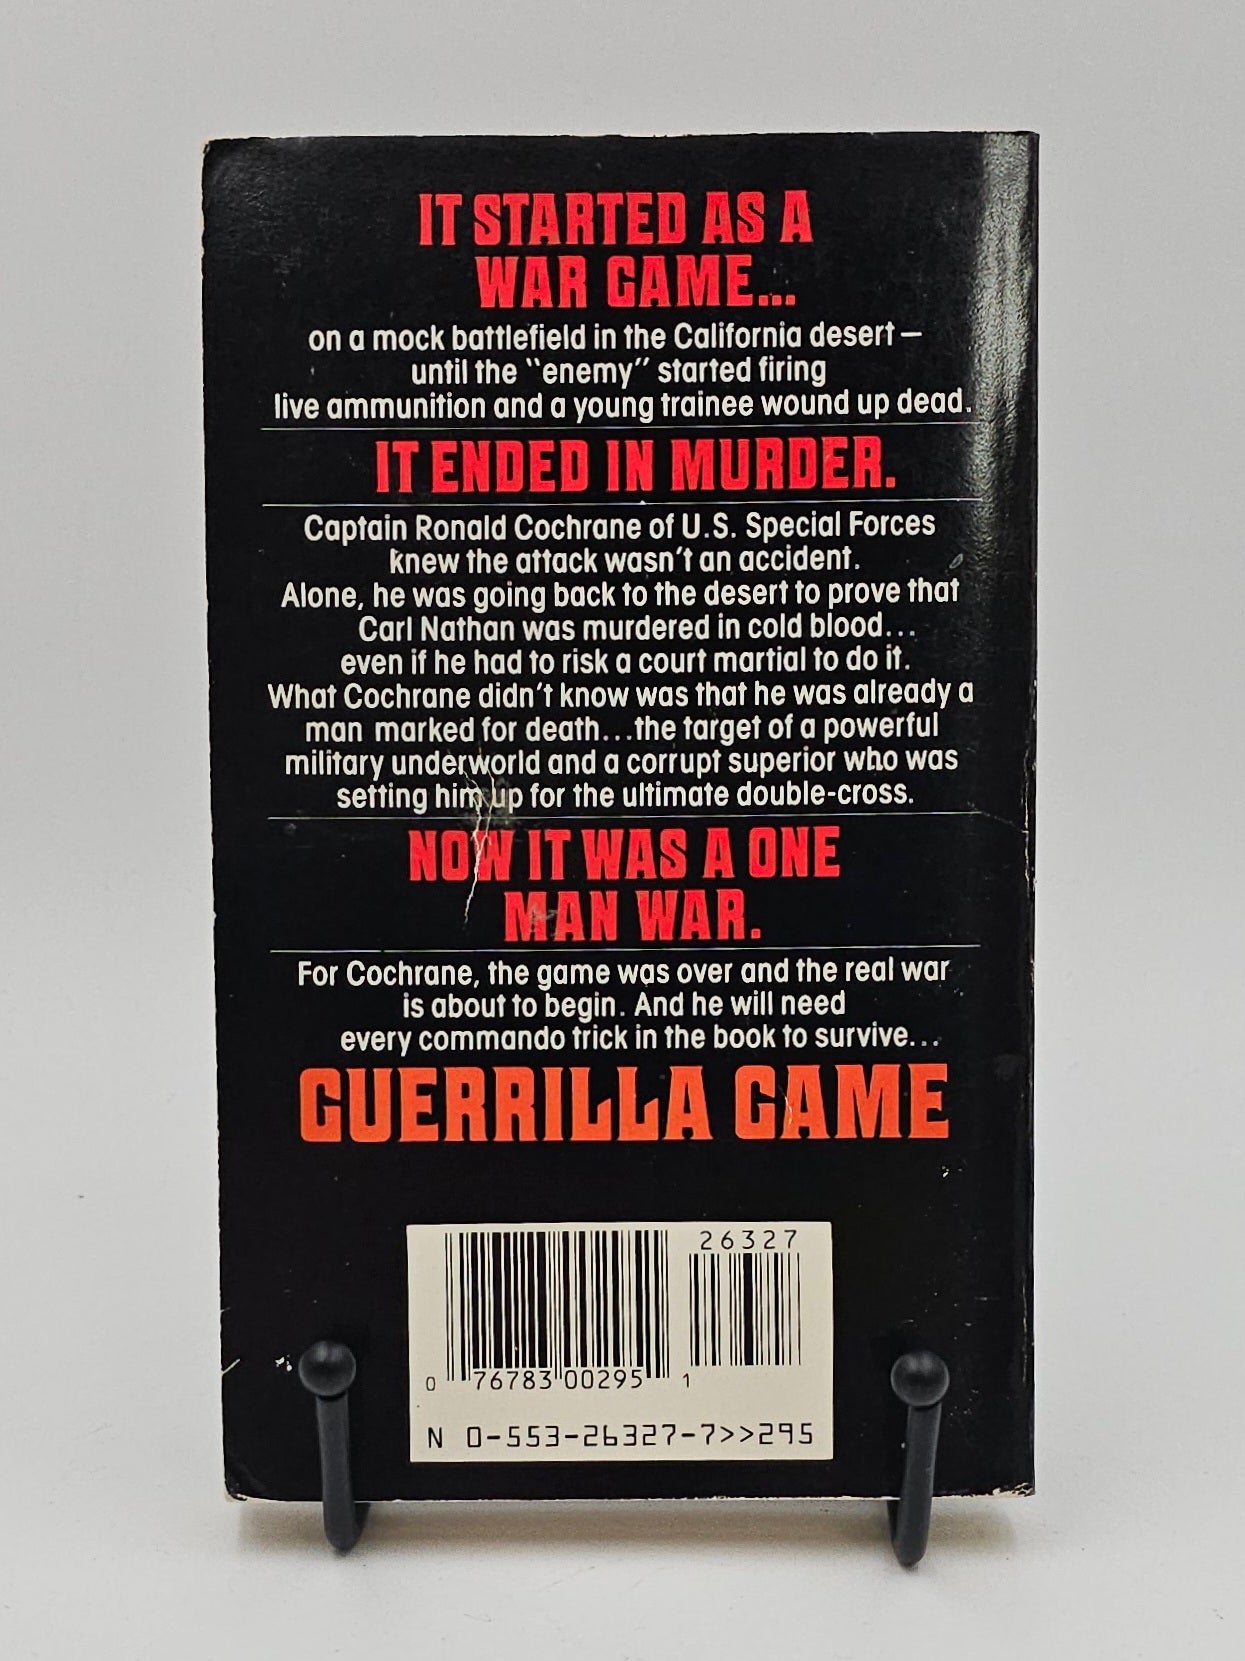 IT STARTED AS A
WAR GAME...
on a mock battlefield in the California desert—
until the "enemy" started firing
live ammunition and a young trainee wound up dead.
IT ENDED IN MURDER.
Captain Ronald Cochrane of U.S. Special Forces
knew the attack wasn't an accident.
Alone, he was going back to the desert to prove that
Carl Nathan was murdered in cold blood...
even if he had to risk a court martial to do it.
What Cochrane didn't know was that he was already a
man marked for death...the target of a powerful
military underworld and a corrupt superior who was
setting him up for the ultimate double-cross.
NOW IT WAS A ONE
MAN WAR.
For Cochrane, the game was over and the real war
is about to begin. And he will need
every commando trick in the book to survive...
GUERRILLA GAME
26327
0 76783 00295 1
N 0-553-26327-7>>295